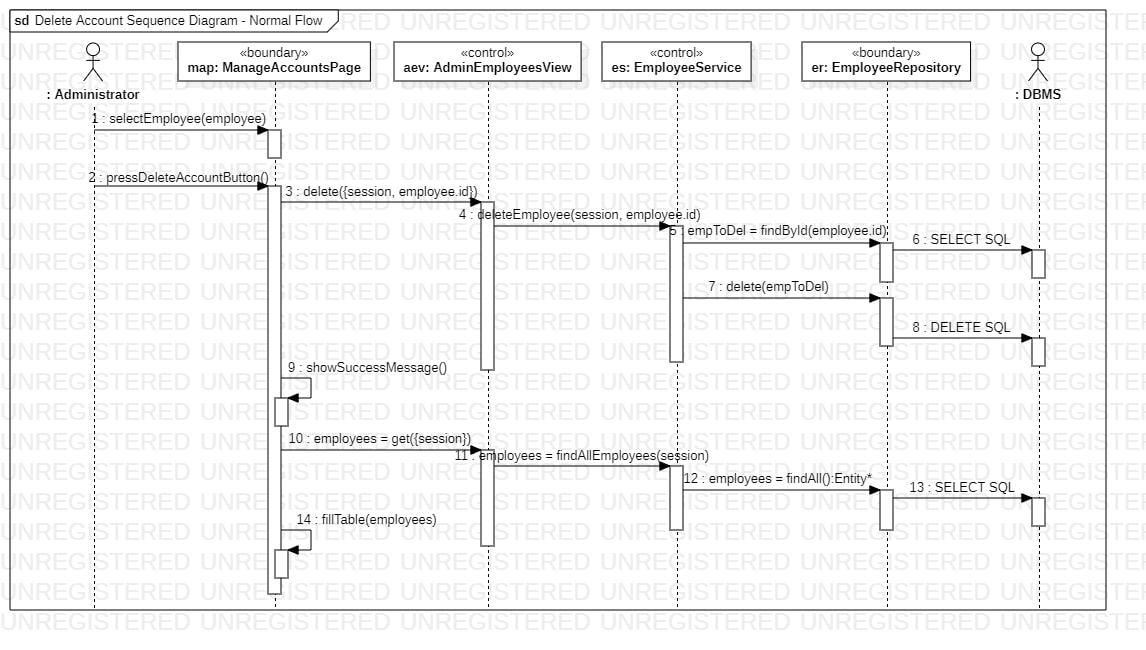 sd Delete Account Sequence Diagram - Normal Flow
«boundary»
map: ManageAccountsPage
«control»
aev: AdminEmployeesView
«control»
es: EmployeeService
«boundary»
er: EmployeeRepository
: Administrator
: DBMS
1 : selectEmployee(employee)
2 : pressDeleteAccountButton()
3 : delete({session, employee.id})
4 : deleteEmployee(session, employee.id)
5 : empToDel = findById(employee.id)
6 : SELECT SQL
7 : delete(empToDel)
8 : DELETE SQL
9 : showSuccessMessage()
10 : employees = get({session})
11 : employees = findAllEmployees(session)
12 : employees = findAll():Entity*
13 : SELECT SQL
14 : fillTable(employees)
UNREGISTERED UNREGISTERED UNREGISTERED UNREGISTERED UNREGISTERED UNREGISTERED